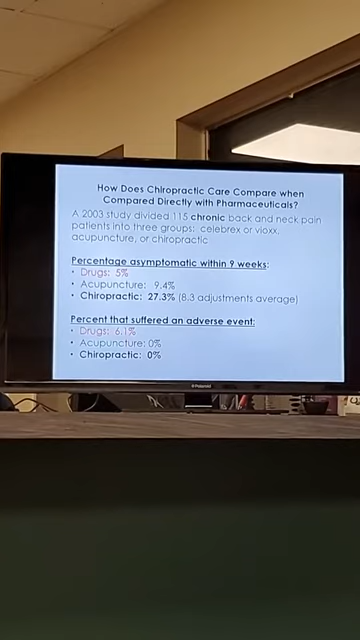 How Does Chiropractic Care Compare when
Compared Directly with Pharmaceuticals?
A 2003 study divided 115 chronic back and neck pain
patients into three groups: celebrex or vioxx,
acupuncture, or chiropractic
Percentage asymptomatic within 9 weeks:
• Drugs: 5%
• Acupuncture: 9.4%
• Chiropractic: 27.3% (8.3 adjustments average)
Percent that suffered an adverse event:
• Drugs: 6.1%
• Acupuncture: 0%
• Chiropractic: 0%
Polaroid